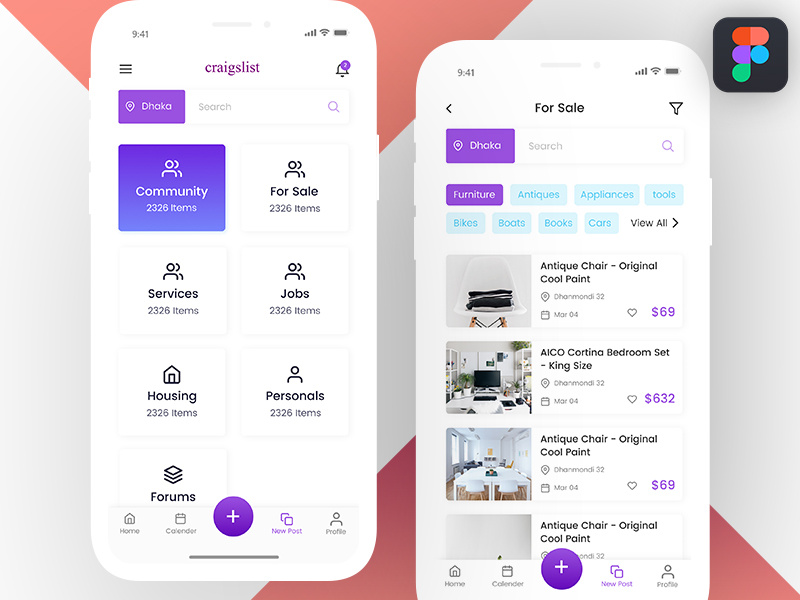 9:41
craigslist
2
Dhaka
Search
Community
2326 Items
For Sale
2326 Items
Services
2326 Items
Jobs
2326 Items
Housing
2326 Items
Personals
2326 Items
Forums
+
Home
Calender
New Post
Profile
9:41
For Sale
Dhaka
Search
Furniture
Antiques
Appliances
tools
Bikes
Boats
Books
Cars
View All
Antique Chair - Original
Cool Paint
Dhanmondi 32
Mar 04
$69
AICO Cortina Bedroom Set
- King Size
Dhanmondi 32
Mar 04
$632
Antique Chair - Original
Cool Paint
Dhanmondi 32
Mar 04
$69
Antique Chair - Original
Cool Paint
Dhanmondi 32
+
Home
Calender
New Post
Profile